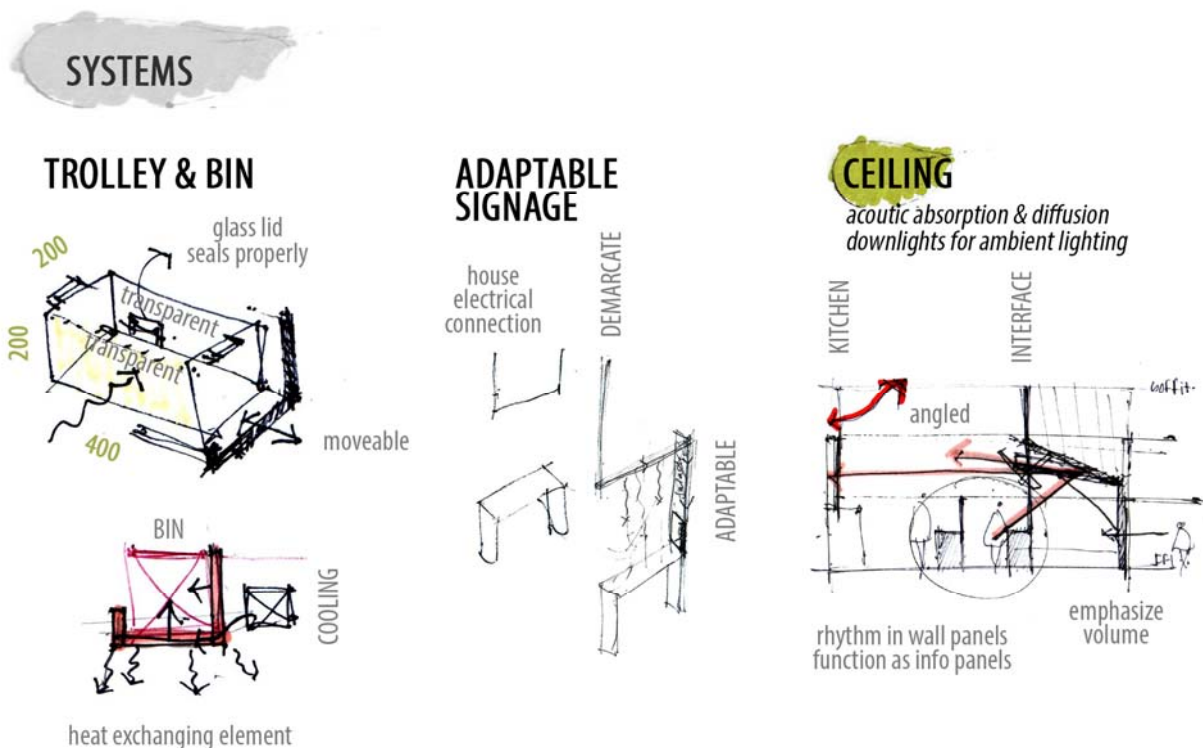 SYSTEMS
TROLLEY & BIN
glass lid
seals properly
200
transparent
transparent
200
400
moveable
BIN
COOLING
heat exchanging element
ADAPTABLE
SIGNAGE
house
electrical
connection
DEMARCATE
ADAPTABLE
CEILING
acoutic absorption & diffusion
downlights for ambient lighting
KITCHEN
INTERFACE
soffit.
angled
FFL
emphasize
volume
rhythm in wall panels
function as info panels